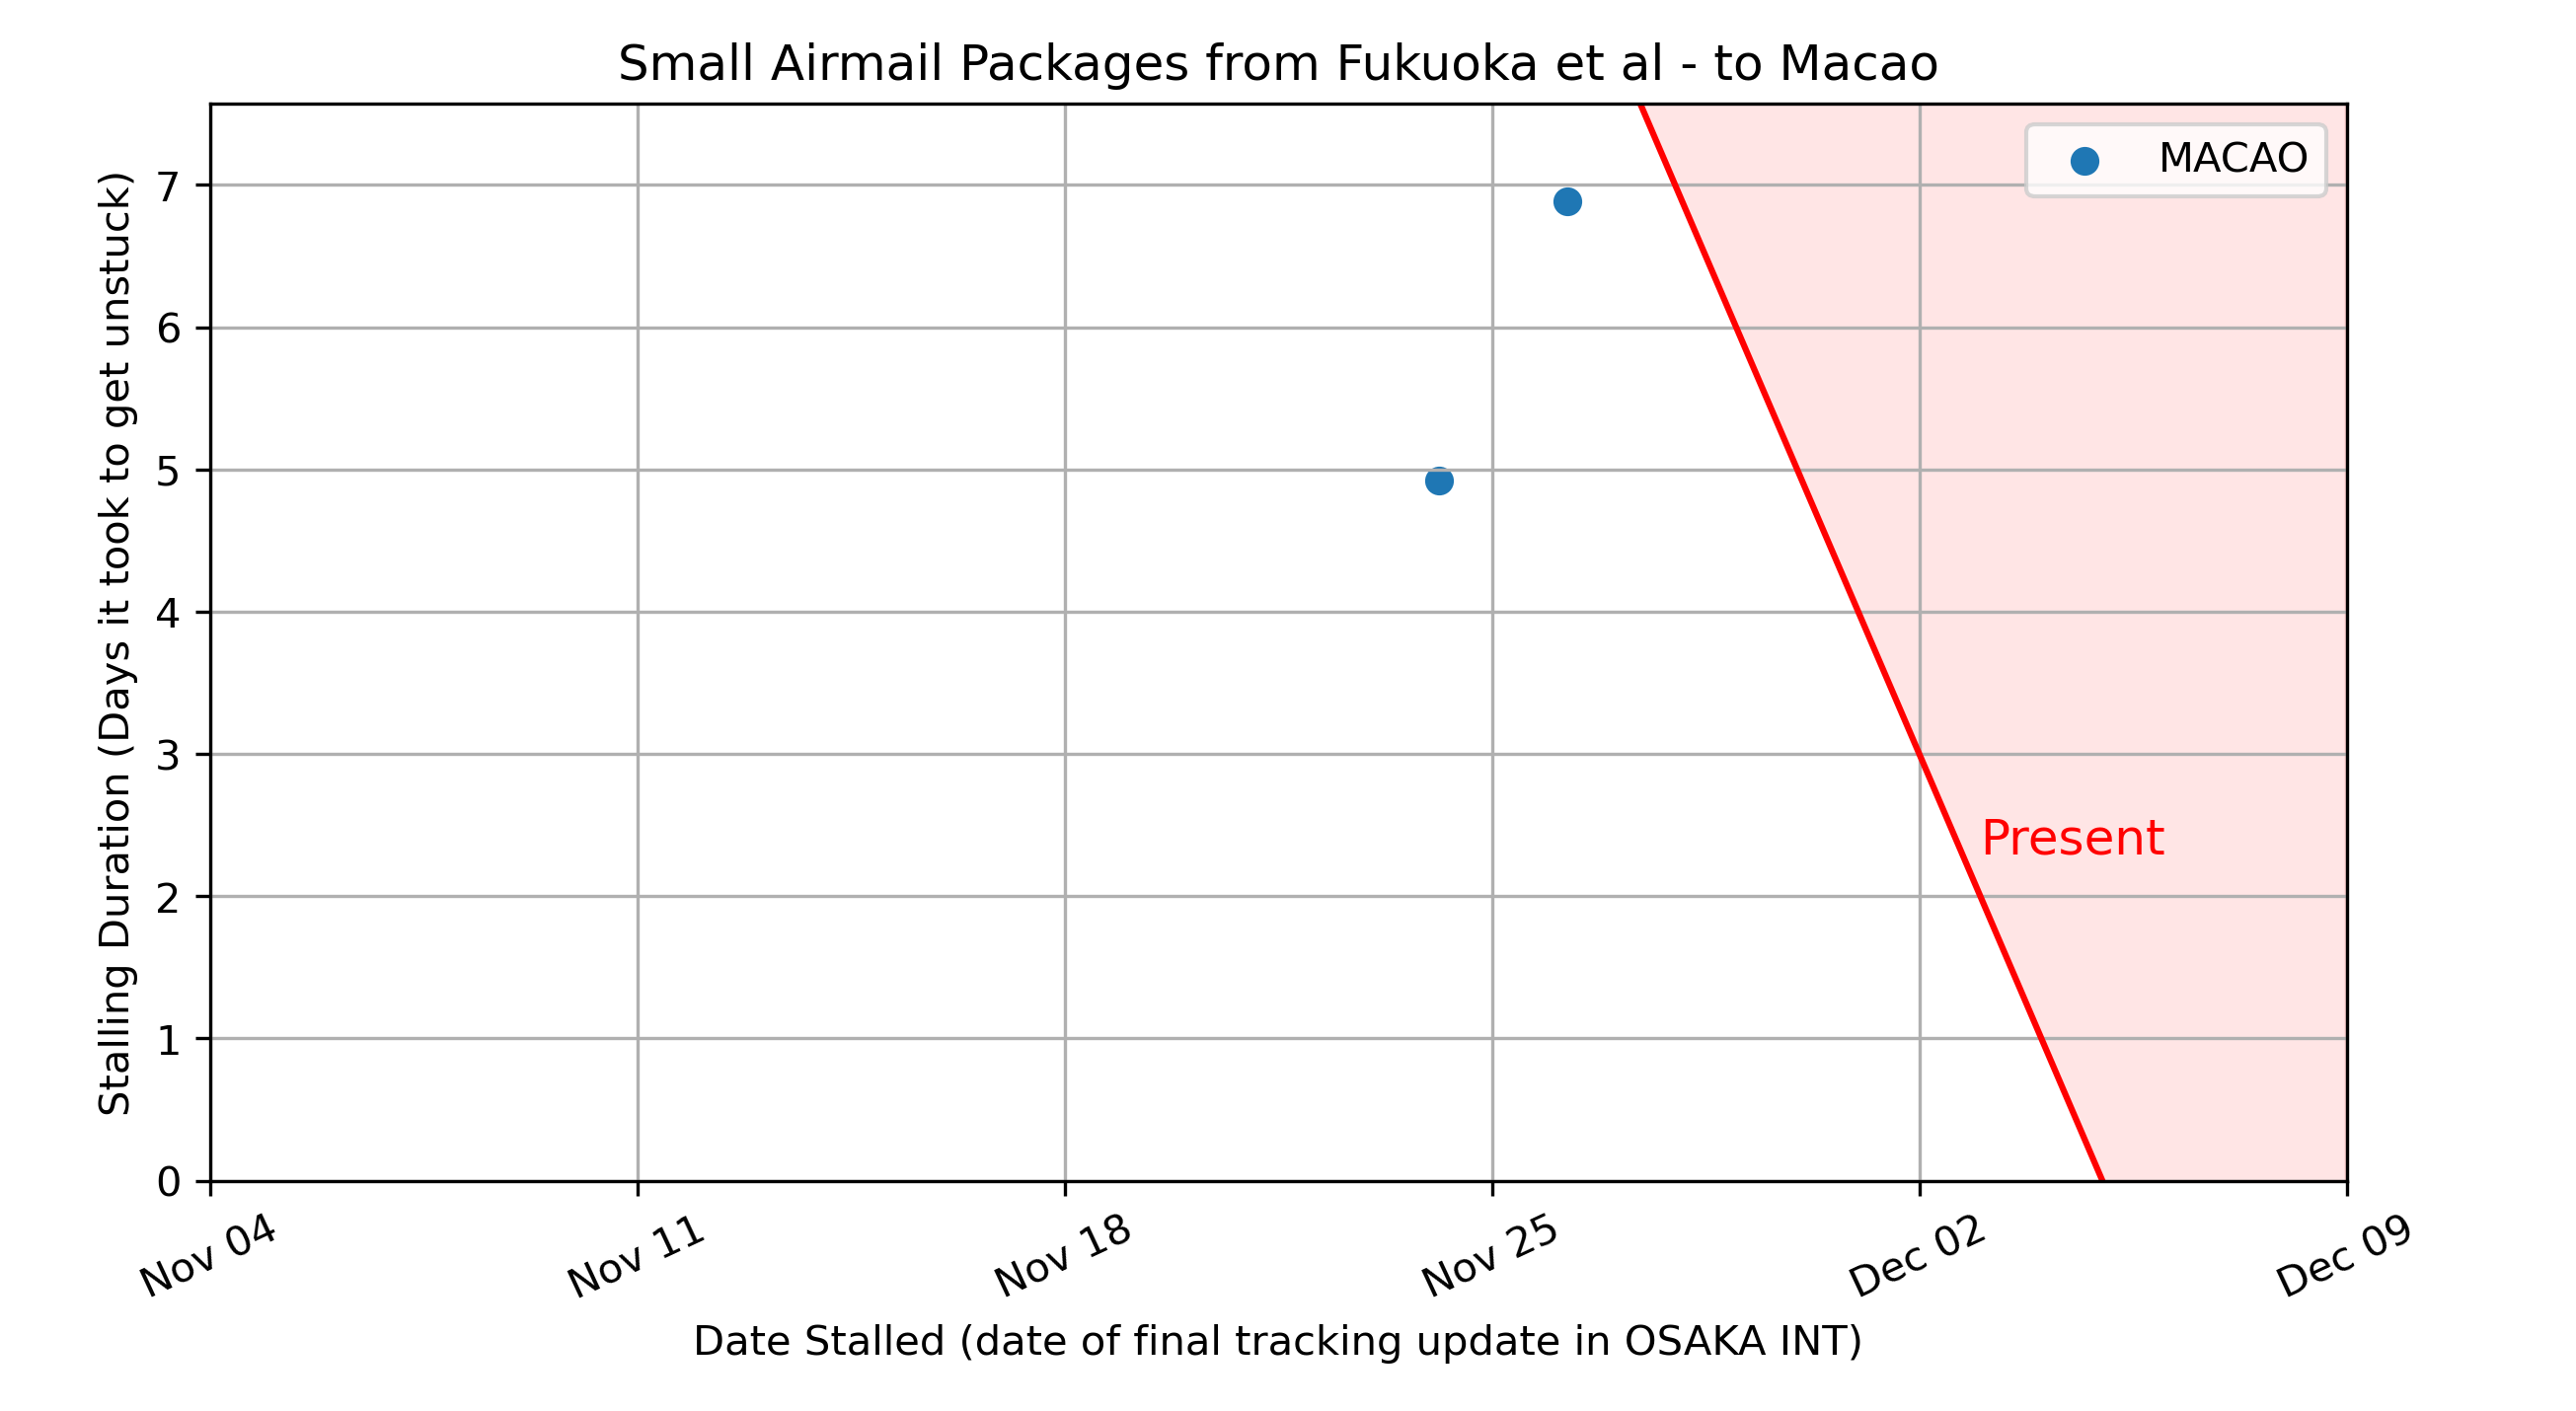 Small Airmail Packages from Fukuoka et al - to Macao
MACAO
Stalling Duration (Days it took to get unstuck)
7
6
5
4
3
2
1
0
Present
Nov 04
Nov 11
Nov 18
Nov 25
Dec 02
Dec 09
Date Stalled (date of final tracking update in OSAKA INT)